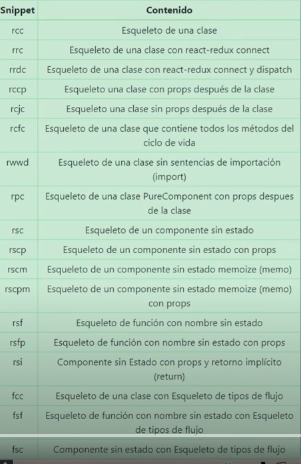 Snippet Contenido
rcc Esqueleto de una clase
rrc Esqueleto de una clase con react-redux connect
rrdc Esqueleto de una clase con react-redux connect y dispatch
rccp Esqueleto de una clase con props después de la clase
rcjc Esqueleto de una clase sin props después de la clase
rcfc Esqueleto de una clase que contiene todos los métodos del
ciclo de vida
rwwd Esqueleto de una clase sin sentencias de importación
(import)
rpc Esqueleto de una clase PureComponent con props despues
de la clase
rsc Esqueleto de un componente sin estado
rscp Esqueleto de un componente sin estado con props
rscm Esqueleto de un componente sin estado memoize (memo)
rscpm Esqueleto de un componente sin estado memoize (memo)
con props
rsf Esqueleto de función con nombre sin estado
rsfp Esqueleto de función con nombre sin estado con props
rsi Componente sin Estado con props y retorno implícito
(return)
fcc Esqueleto de una clase con Esqueleto de tipos de flujo
fsf Esqueleto de función con nombre sin estado con Esqueleto
de tipos de flujo
fsc Componente sin estado con Esqueleto de tipos de flujo